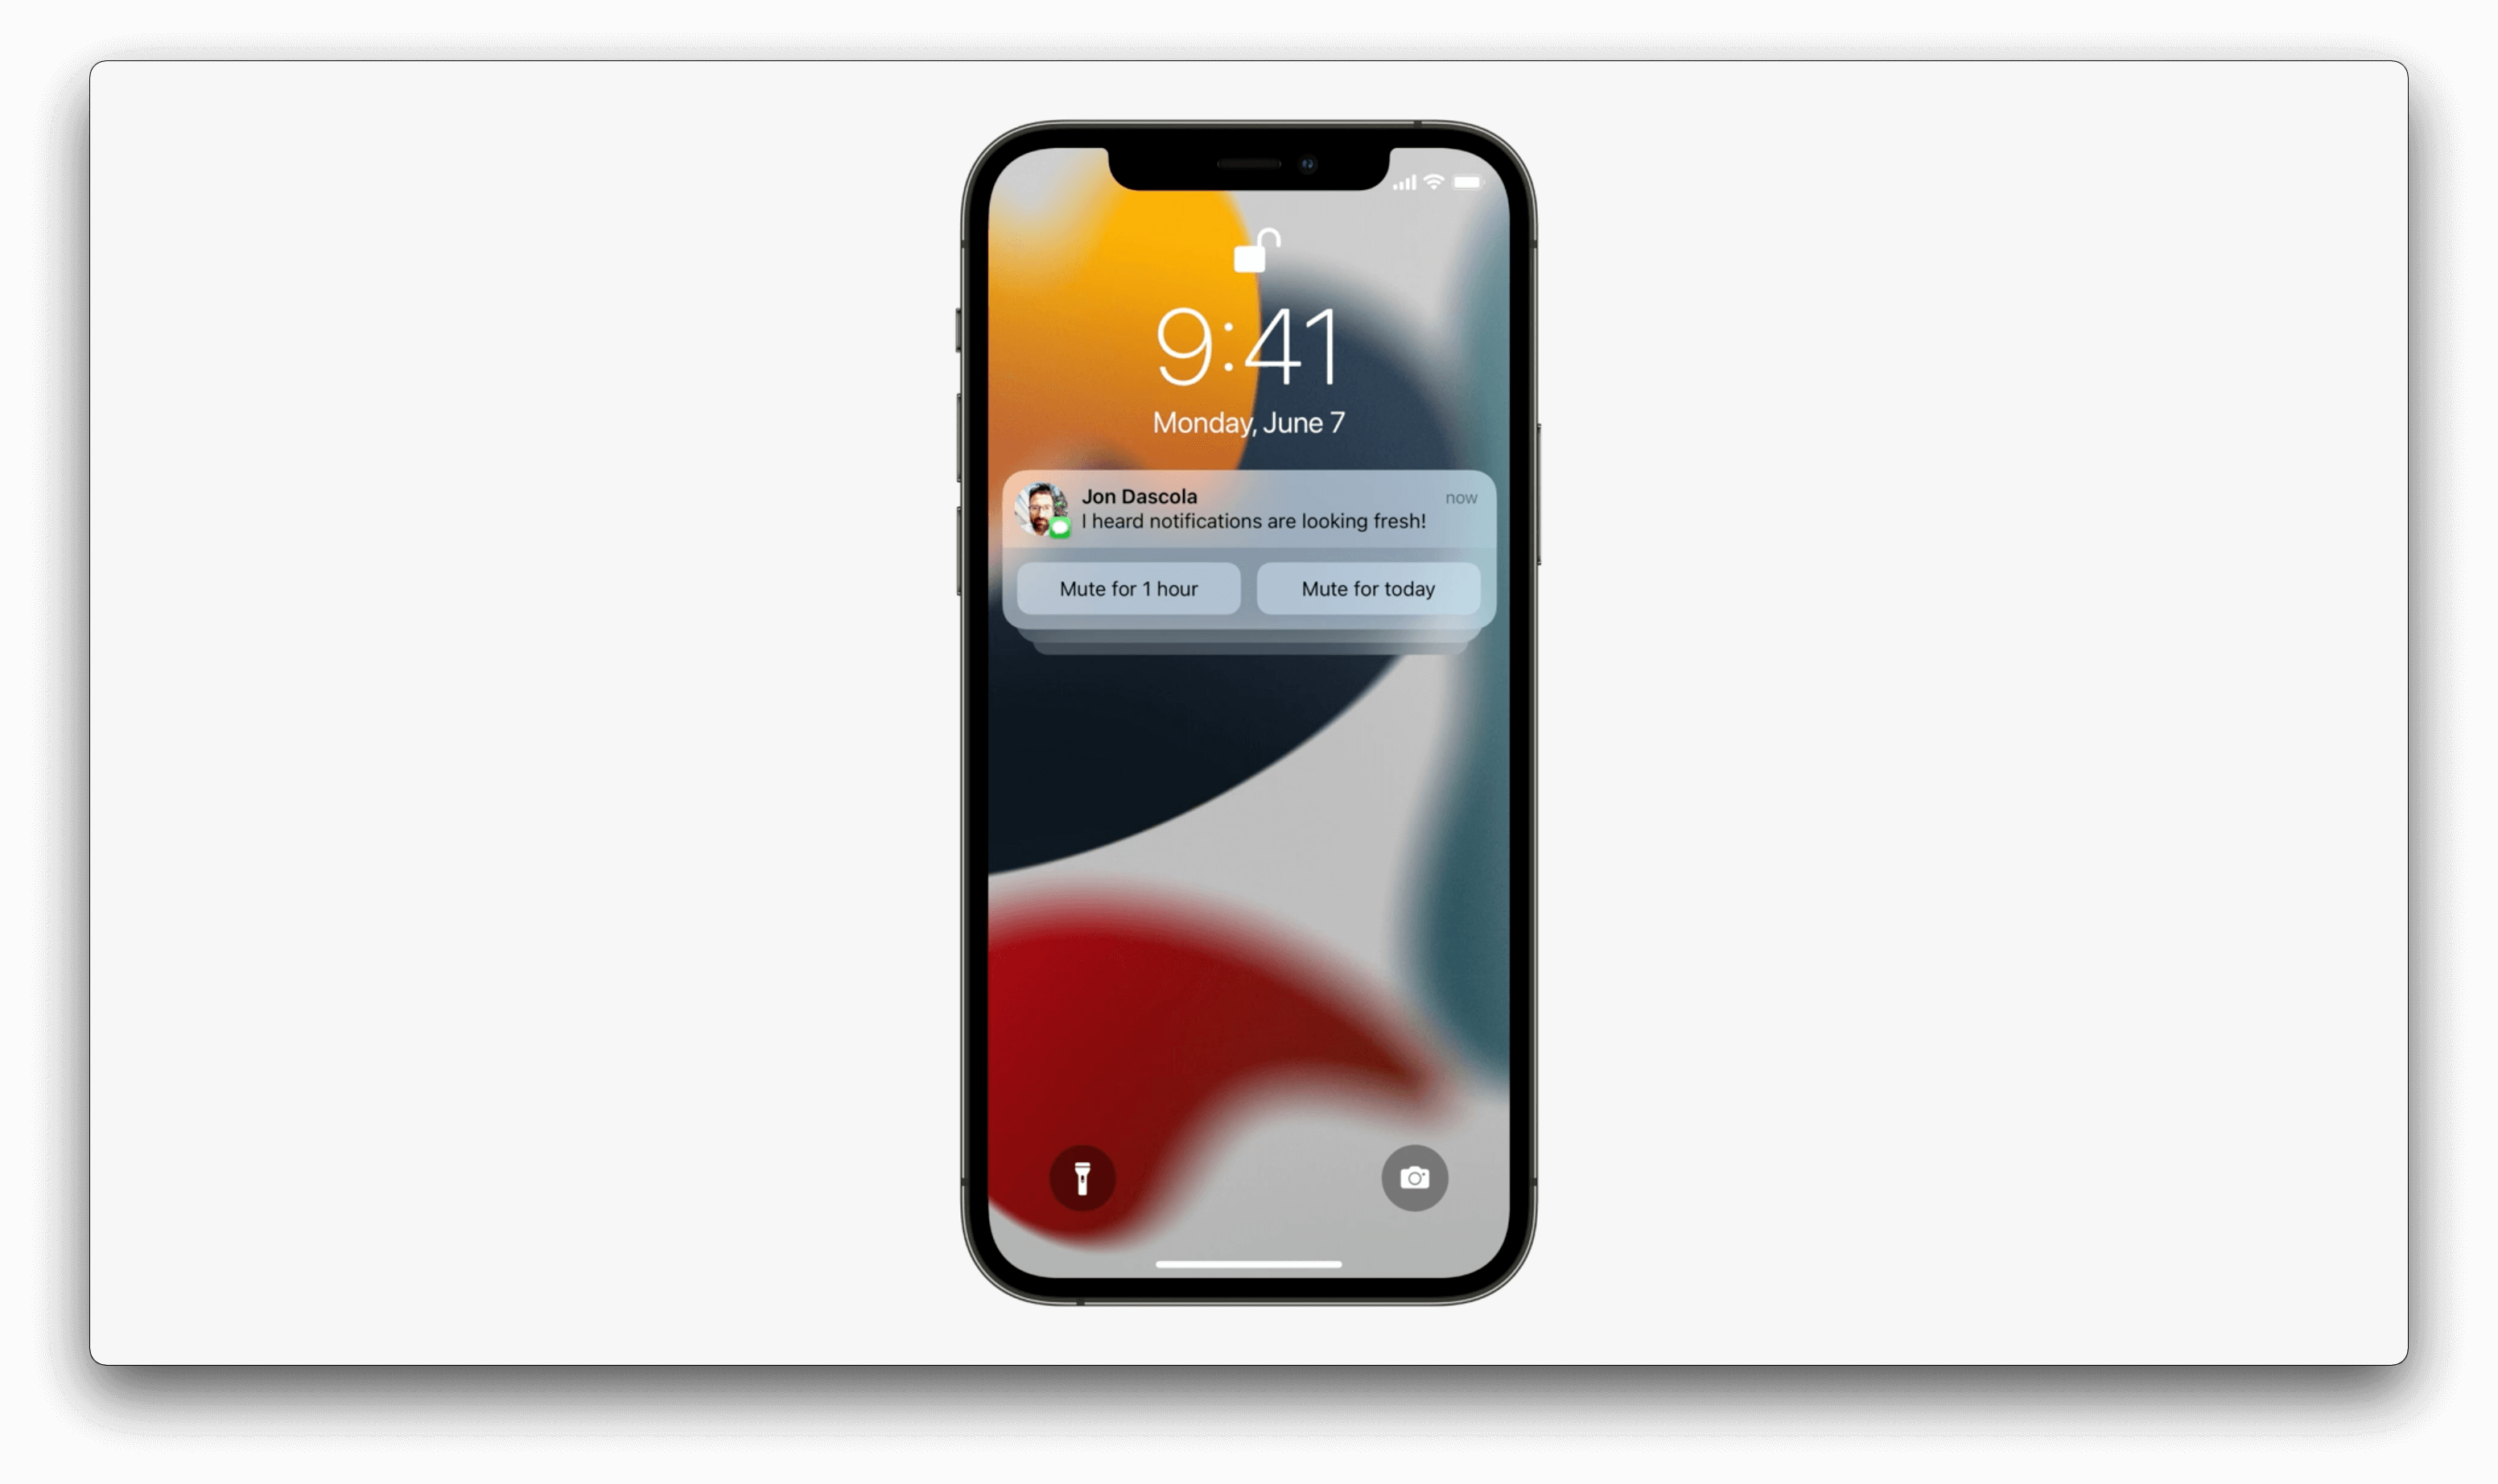 9:41
Monday, June 7
Jon Dascola
now
I heard notifications are looking fresh!
Mute for 1 hour
Mute for today